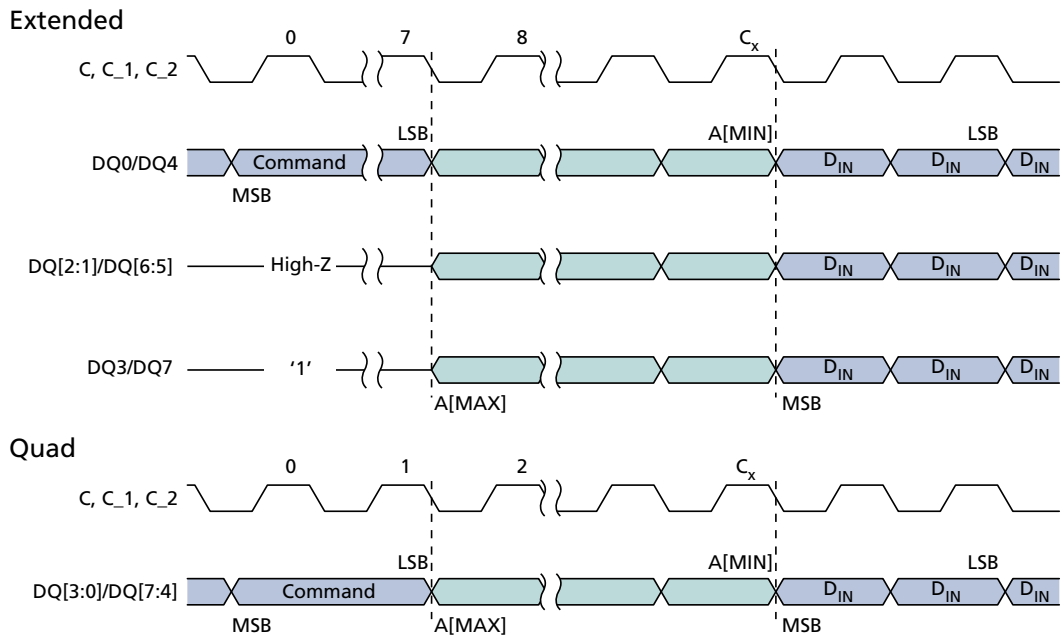 Extended
0 7 8 Cx
C, C_1, C_2
LSB A[MIN] LSB
DQ0/DQ4 Command DIN DIN DIN
MSB
DQ[2:1]/DQ[6:5] High-Z DIN DIN DIN
DQ3/DQ7 '1' DIN DIN DIN
A[MAX] MSB
Quad
0 1 2 Cx
C, C_1, C_2
LSB A[MIN] LSB
DQ[3:0]/DQ[7:4] Command DIN DIN DIN
MSB A[MAX] MSB